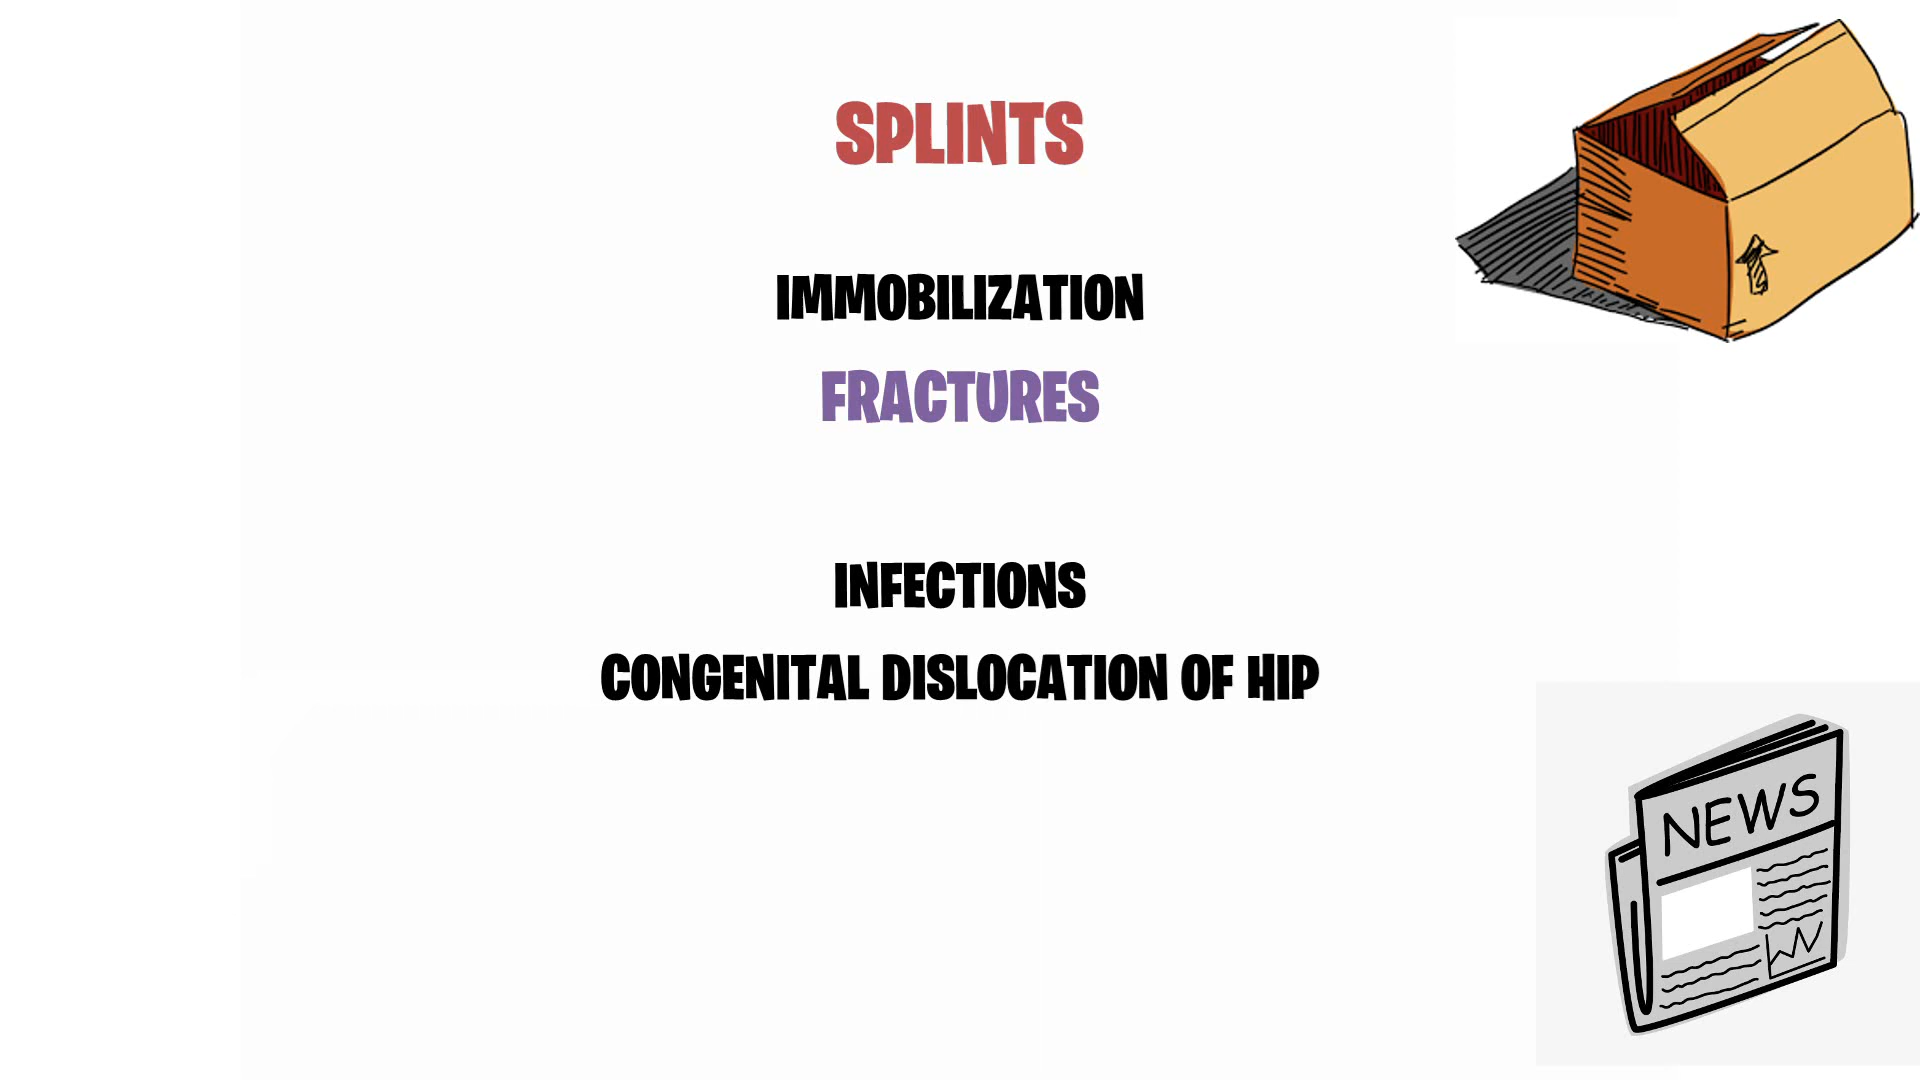 SPLINTS
IMMOBILIZATION
FRACTURES
INFECTIONS
CONGENITAL DISLOCATION OF HIP
NEWS